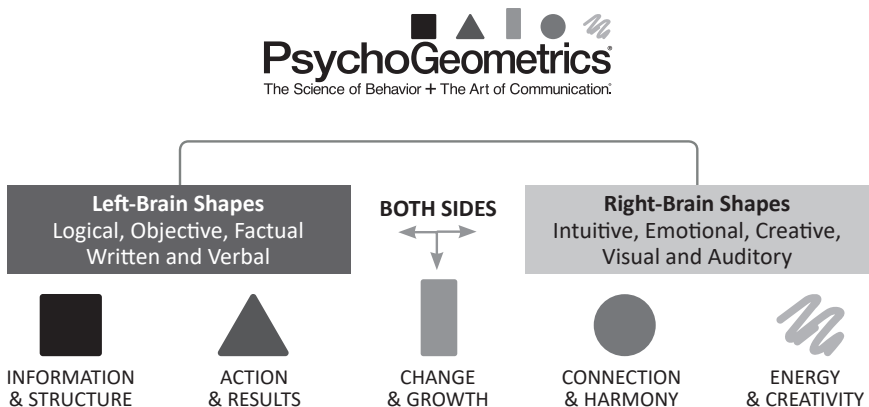 PsychoGeometrics®
The Science of Behavior + The Art of Communication.
Left-Brain Shapes
Logical, Objective, Factual
Written and Verbal
BOTH SIDES
Right-Brain Shapes
Intuitive, Emotional, Creative,
Visual and Auditory
INFORMATION
& STRUCTURE
ACTION
& RESULTS
CHANGE
& GROWTH
CONNECTION
& HARMONY
ENERGY
& CREATIVITY